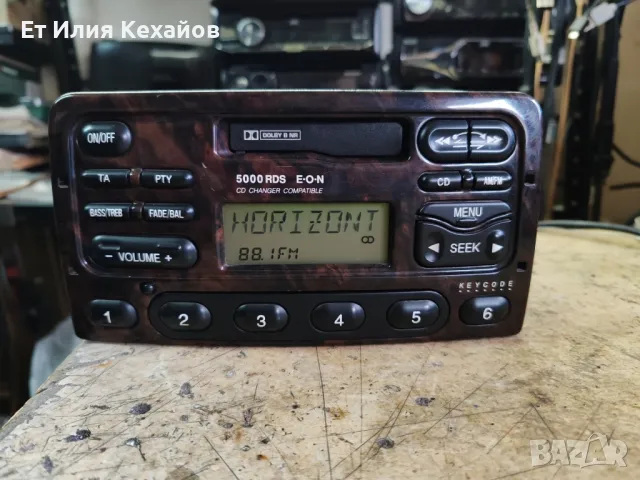 Ет Илия Кехайов
ON/OFF
DOLBY B NR
5000 RDS E·O·N
CD CHANGER COMPATIBLE
TA
PTY
CD
AM/FM
BASS/TREB
FADE/BAL
HORIZONT
88.1FM
MENU
SEEK
- VOLUME +
KEYCODE
1
2
3
4
5
6
BAZAR